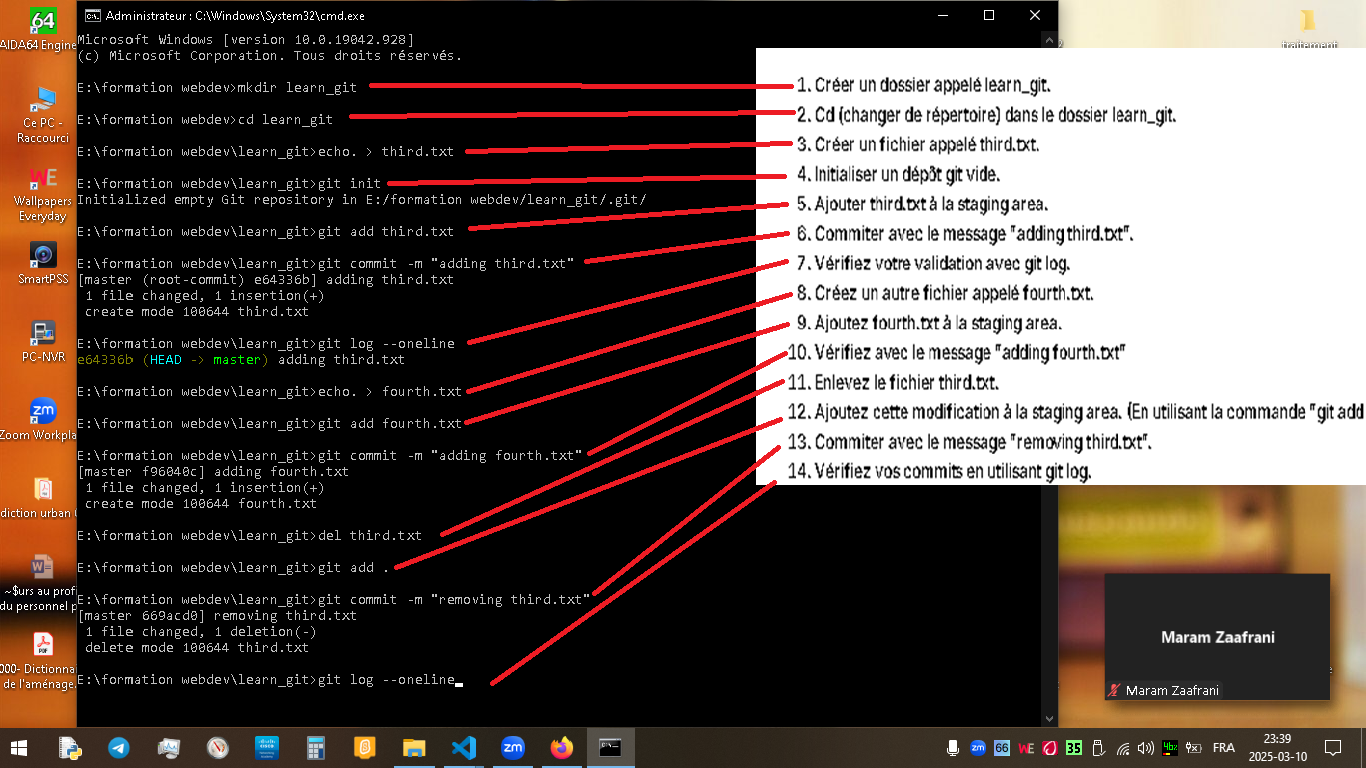 64
AIDA64 Engine
Ce PC -
Raccourci
WE
Wallpapers
Everyday
SmartPSS
PC-NVR
zm
Zoom Workpla
diction urban
W
~$urs au prof
du personnel p
PDF
000- Dictionna
de l'aménage.
Administrateur : C:\Windows\System32\cmd.exe
Microsoft Windows [version 10.0.19042.928]
(c) Microsoft Corporation. Tous droits réservés.
E:\formation webdev>mkdir learn_git
E:\formation webdev>cd learn_git
E:\formation webdev\learn_git>echo. > third.txt
E:\formation webdev\learn_git>git init
Initialized empty Git repository in E:/formation webdev/learn_git/.git/
E:\formation webdev\learn_git>git add third.txt
E:\formation webdev\learn_git>git commit -m "adding third.txt"
[master (root-commit) e64336b] adding third.txt
1 file changed, 1 insertion(+)
create mode 100644 third.txt
E:\formation webdev\learn_git>git log --oneline
e64336b (HEAD -> master) adding third.txt
E:\formation webdev\learn_git>echo. > fourth.txt
E:\formation webdev\learn_git>git add fourth.txt
E:\formation webdev\learn_git>git commit -m "adding fourth.txt"
[master f96040c] adding fourth.txt
1 file changed, 1 insertion(+)
create mode 100644 fourth.txt
E:\formation webdev\learn_git>del third.txt
E:\formation webdev\learn_git>git add .
E:\formation webdev\learn_git>git commit -m "removing third.txt"
[master 669acd0] removing third.txt
1 file changed, 1 deletion(-)
delete mode 100644 third.txt
E:\formation webdev\learn_git>git log --oneline
traitement
1. Créer un dossier appelé learn_git.
2. Cd (changer de répertoire) dans le dossier learn_git.
3. Créer un fichier appelé third.txt.
4. Initialiser un dépôt git vide.
5. Ajouter third.txt à la staging area.
6. Commiter avec le message "adding third.txt".
7. Vérifiez votre validation avec git log.
8. Créez un autre fichier appelé fourth.txt.
9. Ajoutez fourth.txt à la staging area.
10. Vérifiez avec le message "adding fourth.txt"
11. Enlevez le fichier third.txt.
12. Ajoutez cette modification à la staging area. (En utilisant la commande "git add
13. Commiter avec le message "removing third.txt".
14. Vérifiez vos commits en utilisant git log.
Maram Zaafrani
Maram Zaafrani
zm
zm
66
WE
35
FRA
23:39
2025-03-10